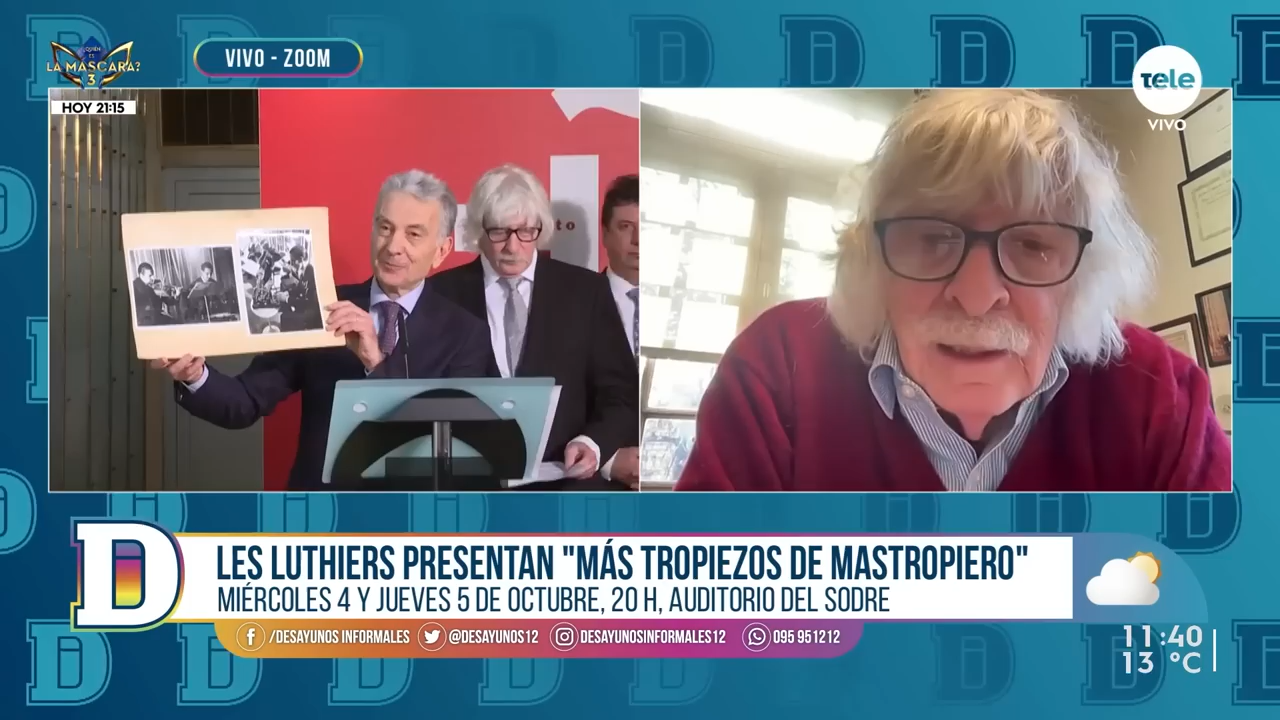 ¿QUIÉN ES
LA MÁSCARA?
3
HOY 21:15
VIVO - ZOOM
tele
VIVO
LES LUTHIERS PRESENTAN "MÁS TROPIEZOS DE MASTROPIERO"
MIÉRCOLES 4 Y JUEVES 5 DE OCTUBRE, 20 H, AUDITORIO DEL SODRE
/DESAYUNOS INFORMALES @DESAYUNOS12 DESAYUNOSINFORMALES12 095 951212
11:40
13 °C